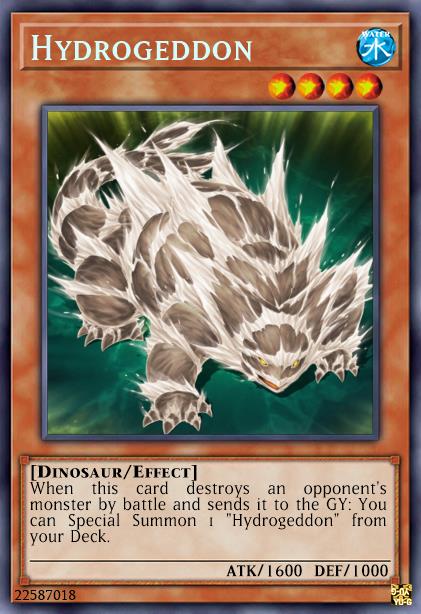 HYDROGEDDON
WATER
水
[DINOSAUR/EFFECT]
When this card destroys an opponent's
monster by battle and sends it to the GY: You
can Special Summon 1 "Hydrogeddon" from
your Deck.
ATK/1600 DEF/1000
22587018